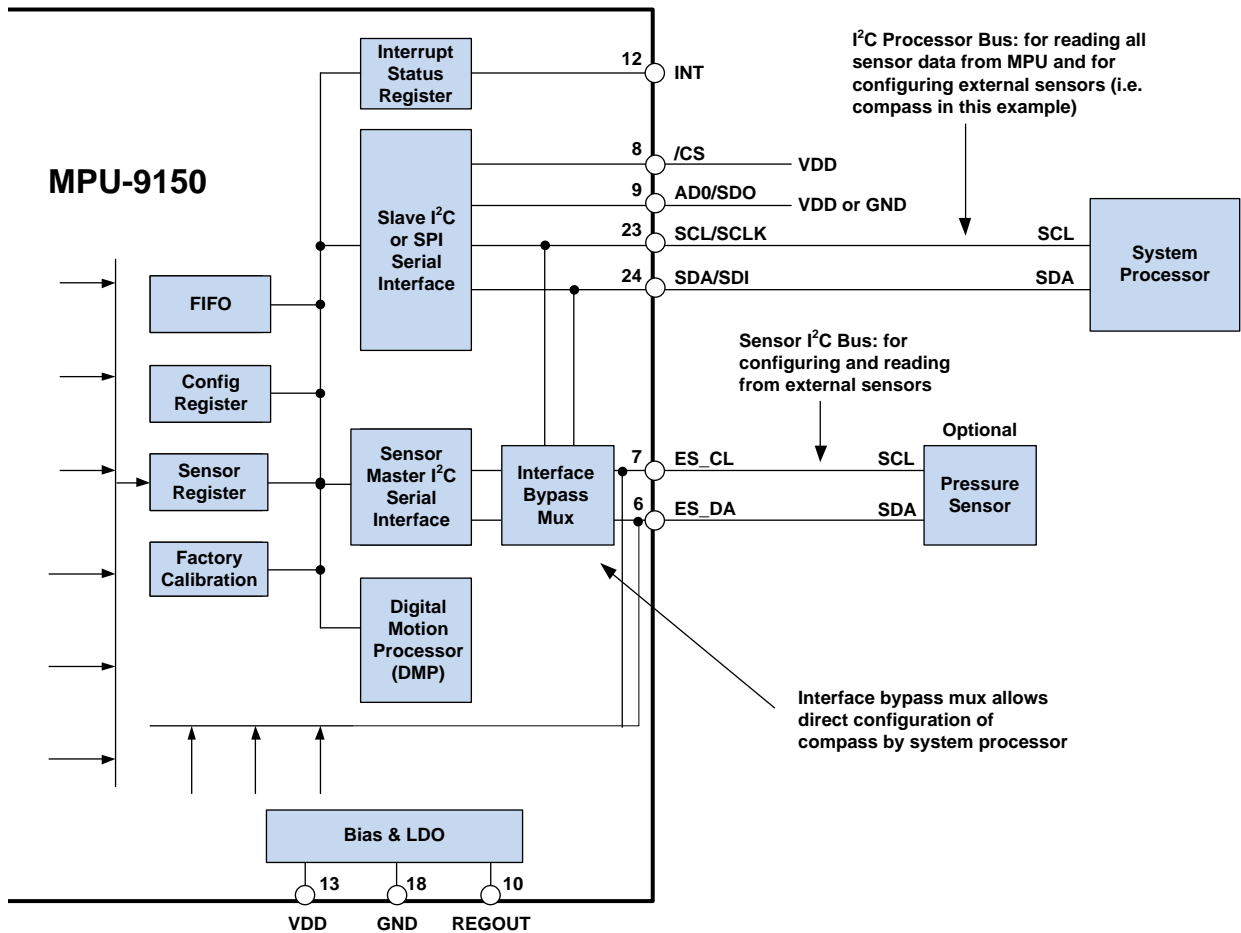 Interrupt
Status
Register
12
INT
I²C Processor Bus: for reading all
sensor data from MPU and for
configuring external sensors (i.e.
compass in this example)
MPU-9150
Slave I²C
or SPI
Serial
Interface
8
/CS
VDD
9
AD0/SDO
VDD or GND
23
SCL/SCLK
SCL
24
SDA/SDI
SDA
System
Processor
FIFO
Config
Register
Sensor
Register
Factory
Calibration
Sensor I²C Bus: for
configuring and reading
from external sensors
Sensor
Master I²C
Serial
Interface
Interface
Bypass
Mux
7
ES_CL
SCL
6
ES_DA
SDA
Optional
Pressure
Sensor
Digital
Motion
Processor
(DMP)
Interface bypass mux allows
direct configuration of
compass by system processor
Bias & LDO
13
18
10
VDD
GND
REGOUT